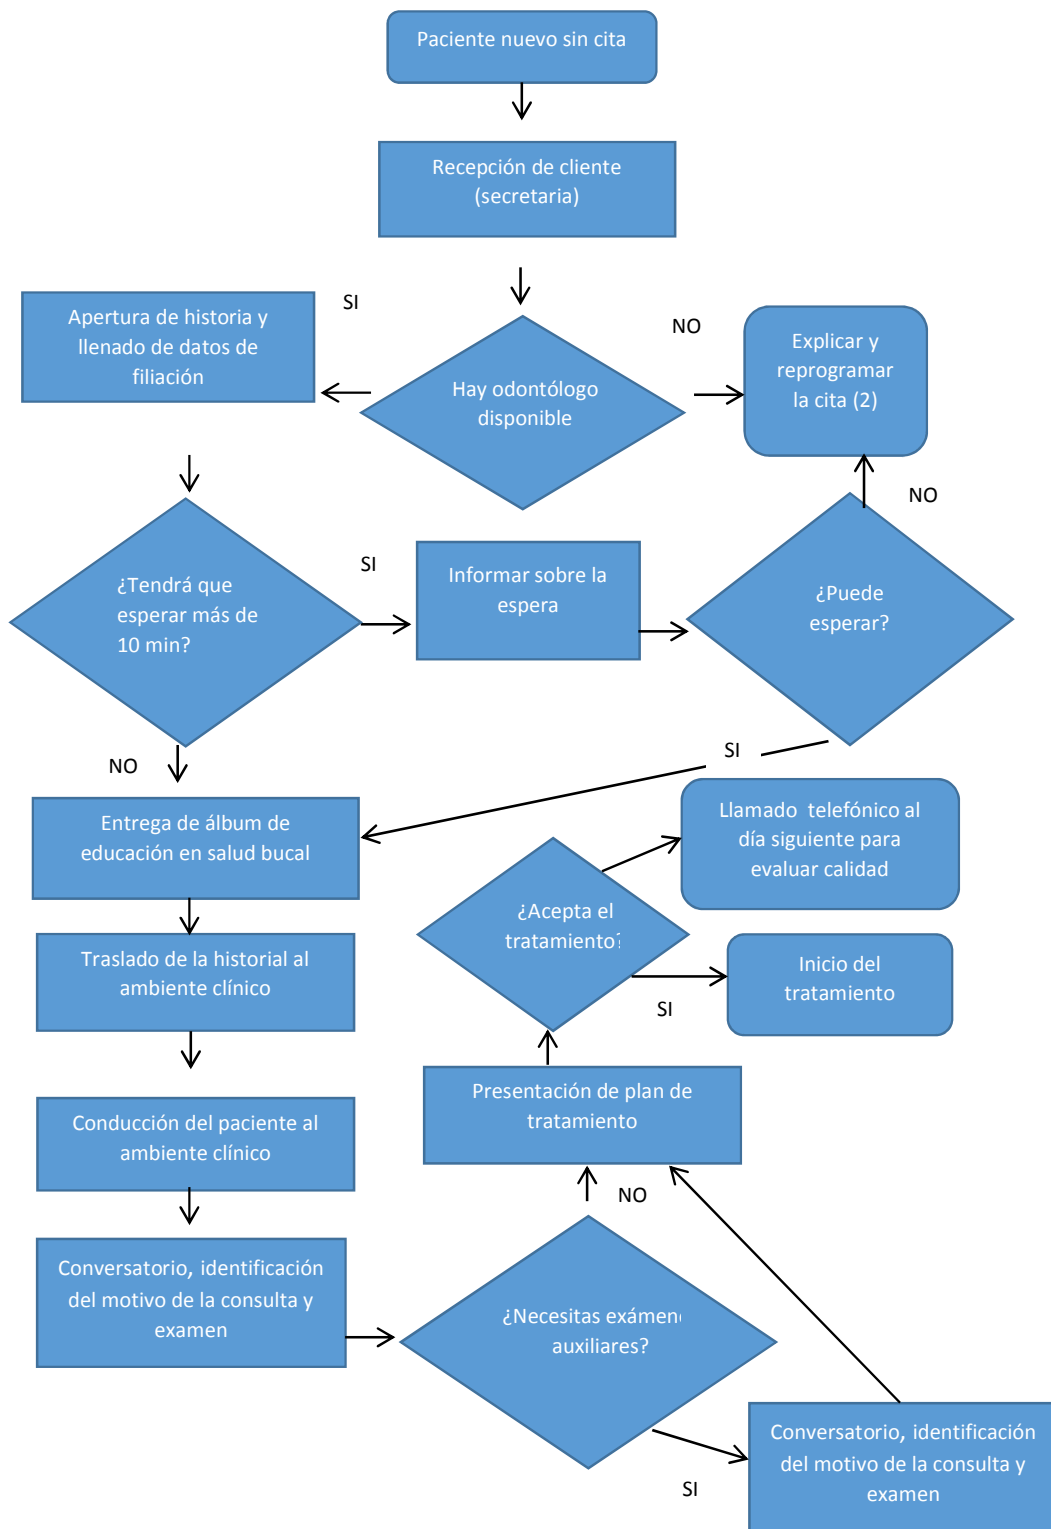 Paciente nuevo sin cita
Recepción de cliente
(secretaria)
SI
Apertura de historia y
llenado de datos de
filiación
Hay odontólogo
disponible
NO
Explicar y
reprogramar
la cita (2)
¿Tendrá que
esperar más de
10 min?
SI
Informar sobre la
espera
¿Puede
esperar?
NO
SI
NO
Entrega de álbum de
educación en salud bucal
Llamado telefónico al
día siguiente para
evaluar calidad
¿Acepta el
tratamiento?
SI
Inicio del
tratamiento
Traslado de la historial al
ambiente clínico
Presentación de plan de
tratamiento
Conducción del paciente al
ambiente clínico
NO
Conversatorio, identificación
del motivo de la consulta y
examen
¿Necesitas
auxiliares?
SI
Conversatorio, identificación
del motivo de la consulta y
examen